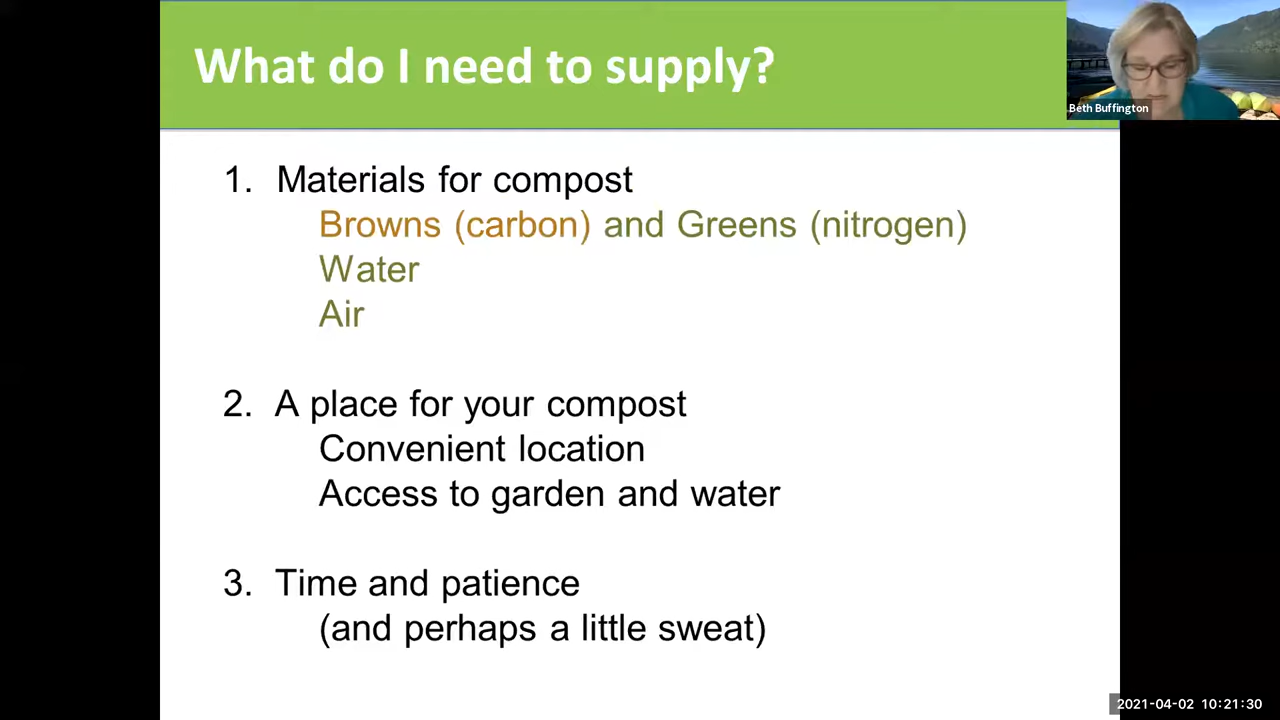 What do I need to supply?
Beth Buffington
1. Materials for compost
Browns (carbon) and Greens (nitrogen)
Water
Air
2. A place for your compost
Convenient location
Access to garden and water
3. Time and patience
(and perhaps a little sweat)
2021-04-02 10:21:30